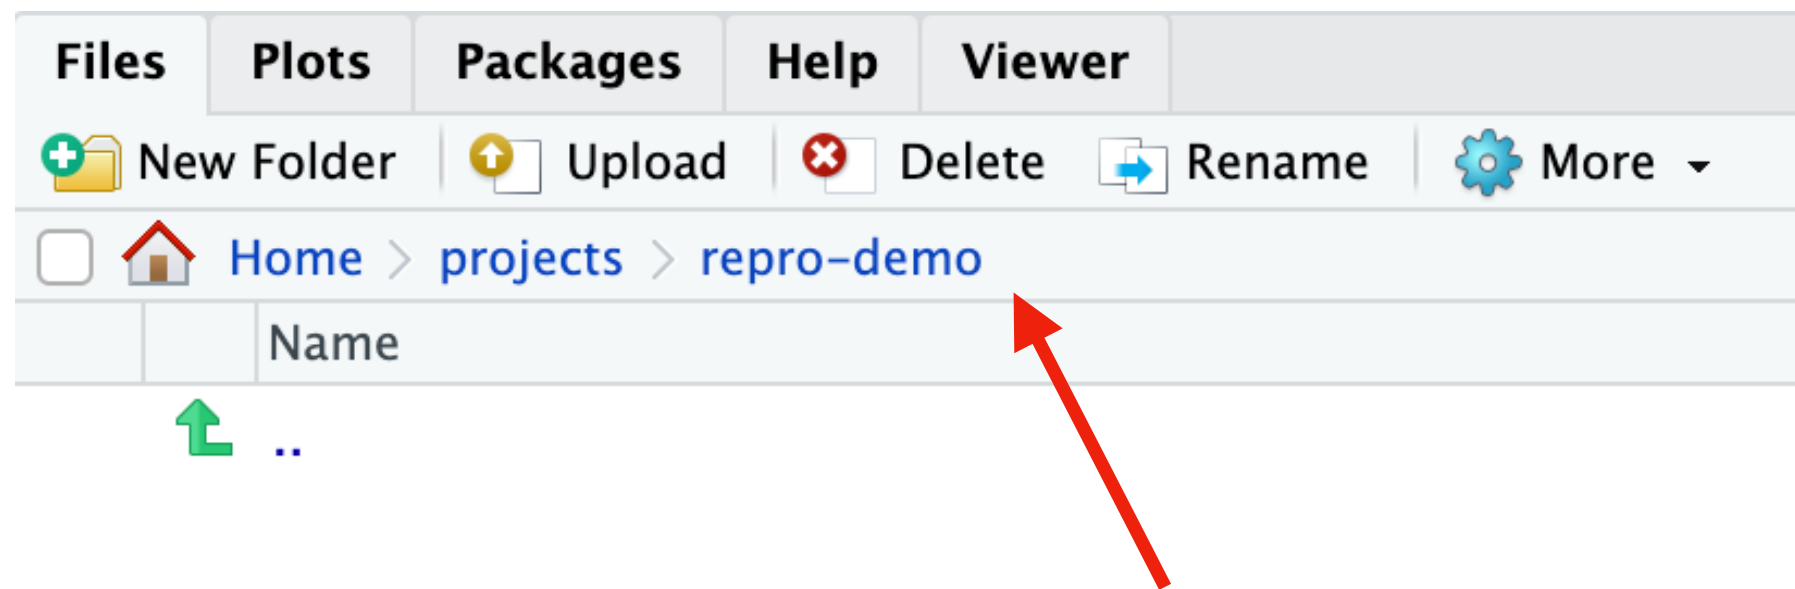 Files Plots Packages Help Viewer
New Folder Upload Delete Rename More
Home projects repro-demo
Name
..